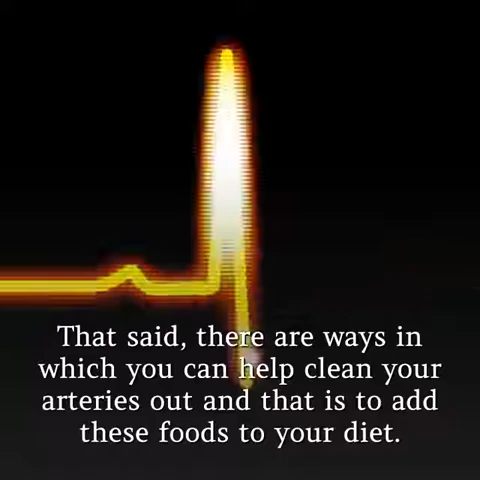 That said, there are ways in
which you can help clean your
arteries out and that is to add
these foods to your diet.